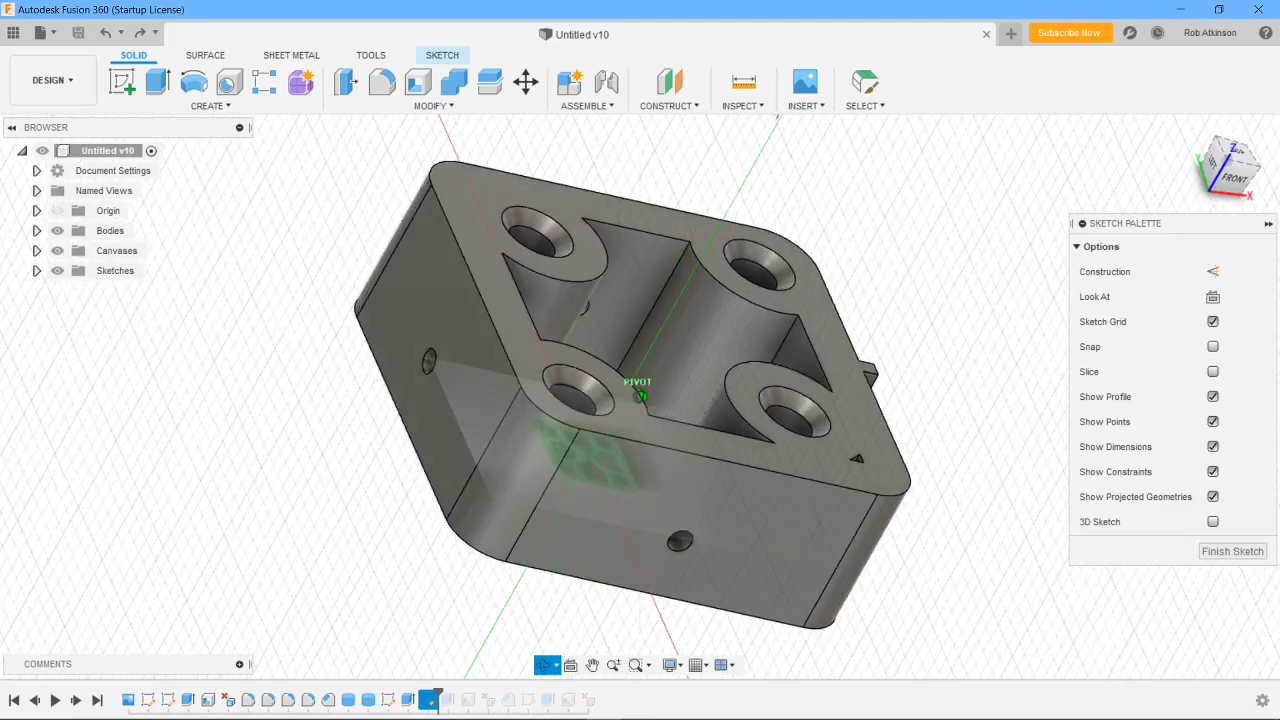 Autodesk Fusion 360 (Startup License)
Untitled v10
Subscribe Now
Rob Atkinson
DESIGN
SOLID SURFACE SHEET METAL TOOLS SKETCH
CREATE MODIFY ASSEMBLE CONSTRUCT INSPECT INSERT SELECT
BROWSER
Untitled v10
Document Settings
Named Views
Origin
Bodies
Canvases
Sketches
Z
Y
FRONT
X
SKETCH PALETTE
Options
Construction
Look At
Sketch Grid
Snap
Slice
Show Profile
Show Points
Show Dimensions
Show Constraints
Show Projected Geometries
3D Sketch
Finish Sketch
PIVOT
COMMENTS